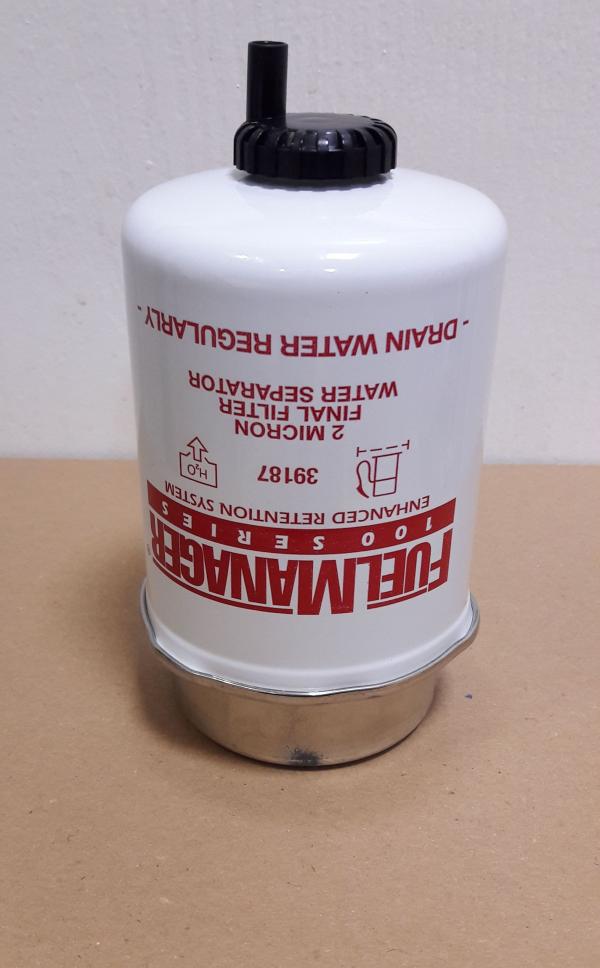 FUELMANAGER®
100 SERIES
ENHANCED RETENTION SYSTEM
39187
H₂O
2 MICRON
FINAL FILTER
WATER SEPARATOR
- DRAIN WATER REGULARLY -